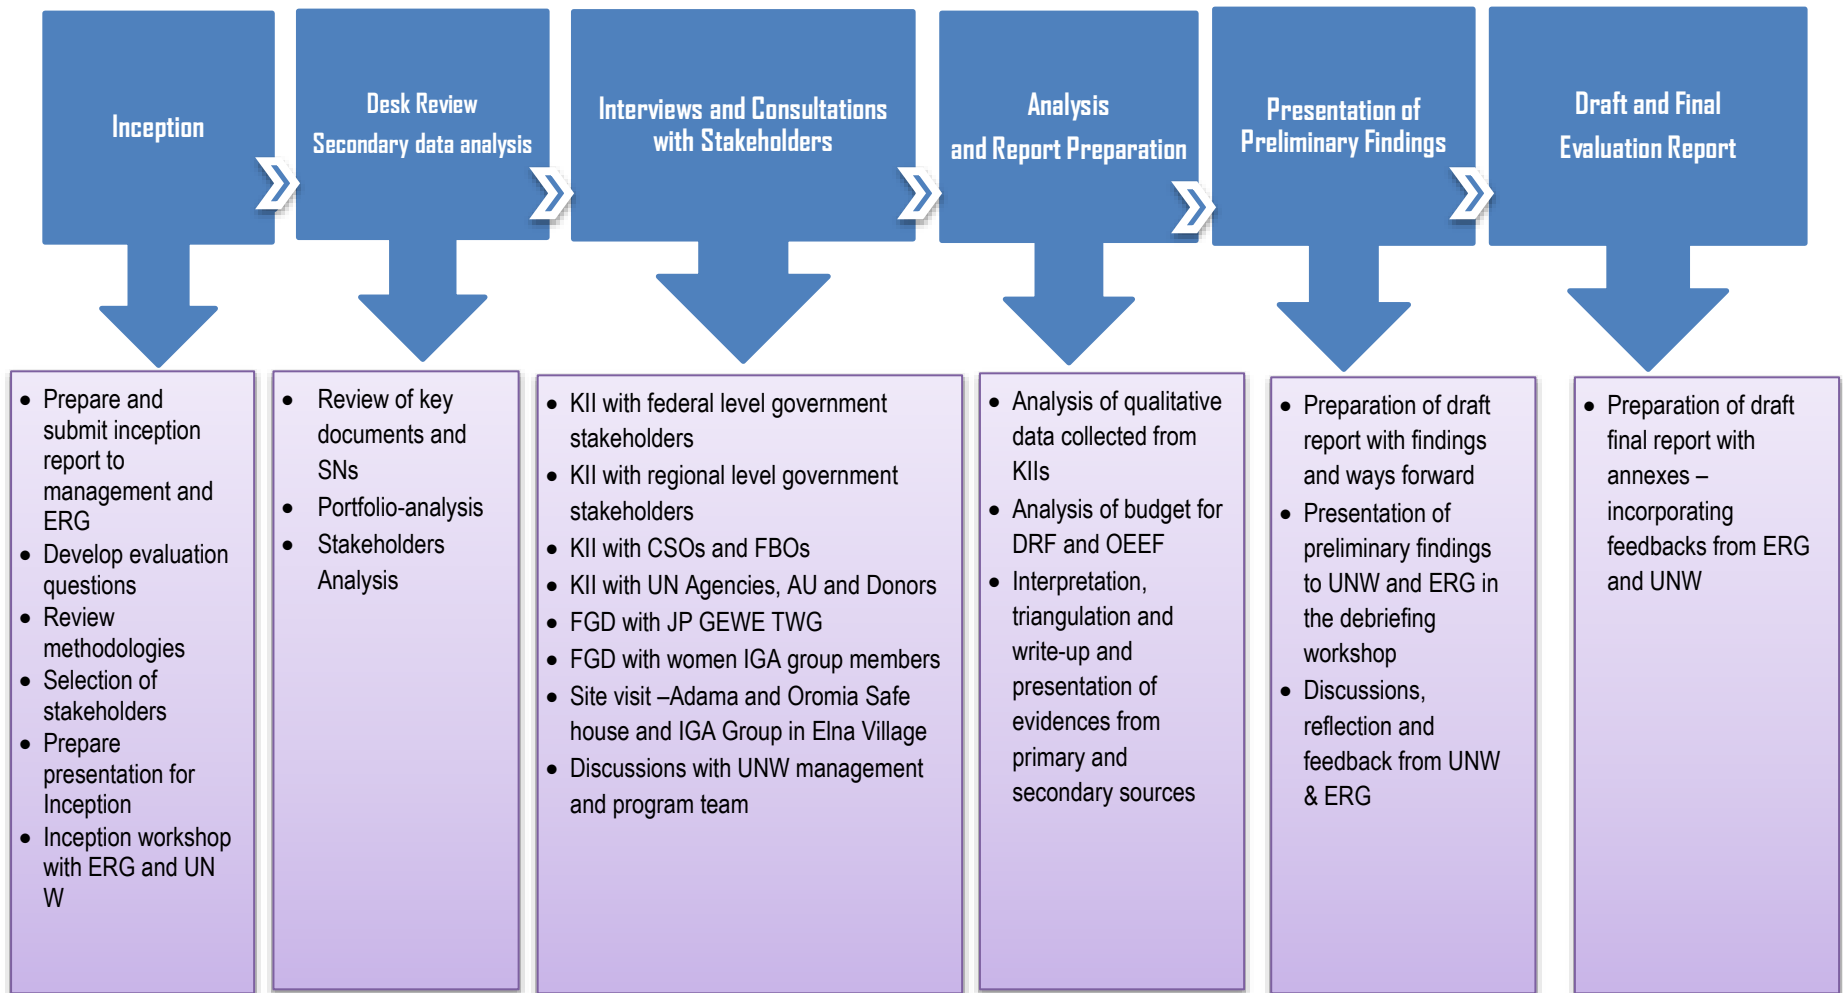 Inception
Desk Review
Secondary data analysis
Interviews and Consultations
with Stakeholders
Analysis
and Report Preparation
Presentation of
Preliminary Findings
Draft and Final
Evaluation Report
• Prepare and
submit inception
report to
management and
ERG
• Develop evaluation
questions
• Review
methodologies
• Selection of
stakeholders
• Prepare
presentation for
Inception
• Inception workshop
with ERG and UN
W
• Review of key
documents and
SNs
• Portfolio-analysis
• Stakeholders
Analysis
• KII with federal level government
stakeholders
• KII with regional level government
stakeholders
• KII with CSOs and FBOs
• KII with UN Agencies, AU and Donors
• FGD with JP GEWE TWG
• FGD with women IGA group members
• Site visit –Adama and Oromia Safe
house and IGA Group in Elna Village
• Discussions with UNW management
and program team
• Analysis of qualitative
data collected from
KIIs
• Analysis of budget for
DRF and OEEF
• Interpretation,
triangulation and
write-up and
presentation of
evidences from
primary and
secondary sources
• Preparation of draft
report with findings
and ways forward
• Presentation of
preliminary findings
to UNW and ERG in
the debriefing
workshop
• Discussions,
reflection and
feedback from UNW
& ERG
• Preparation of draft
final report with
annexes –
incorporating
feedbacks from ERG
and UNW